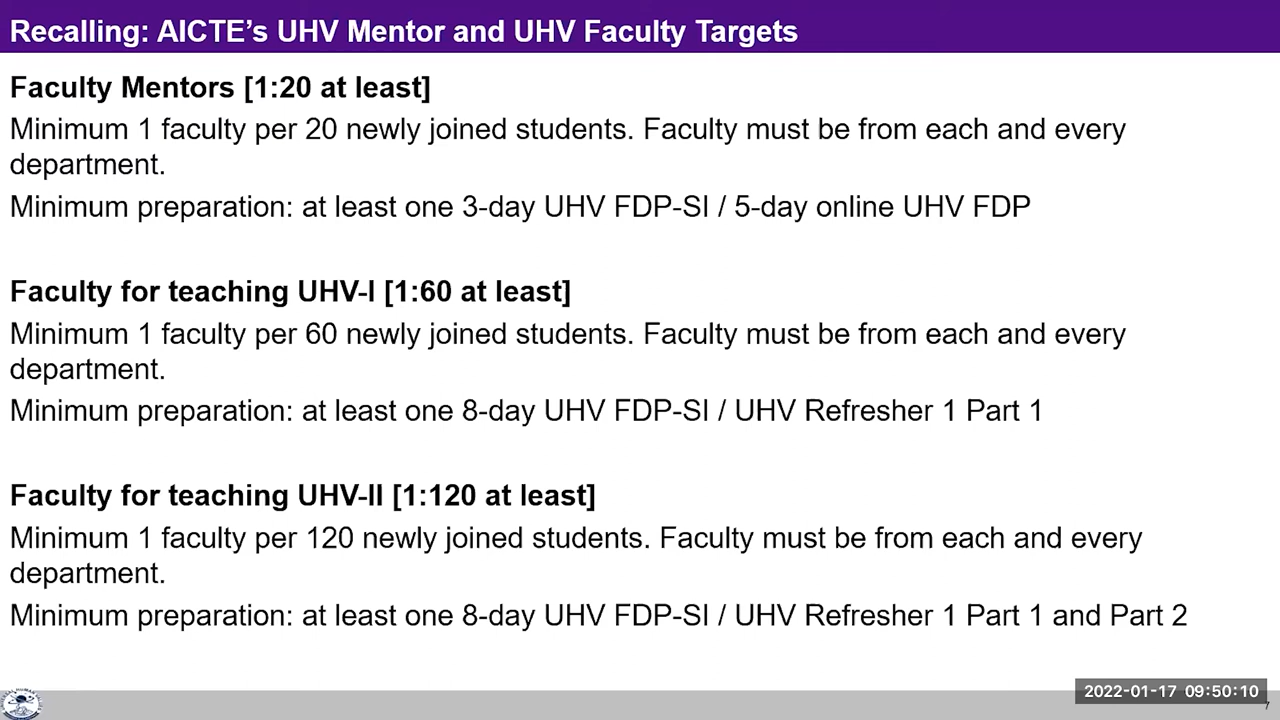 Recalling: AICTE’s UHV Mentor and UHV Faculty Targets
Faculty Mentors [1:20 at least]
Minimum 1 faculty per 20 newly joined students. Faculty must be from each and every
department.
Minimum preparation: at least one 3-day UHV FDP-SI / 5-day online UHV FDP
Faculty for teaching UHV-I [1:60 at least]
Minimum 1 faculty per 60 newly joined students. Faculty must be from each and every
department.
Minimum preparation: at least one 8-day UHV FDP-SI / UHV Refresher 1 Part 1
Faculty for teaching UHV-II [1:120 at least]
Minimum 1 faculty per 120 newly joined students. Faculty must be from each and every
department.
Minimum preparation: at least one 8-day UHV FDP-SI / UHV Refresher 1 Part 1 and Part 2
2022-01-17 09:50:10
7